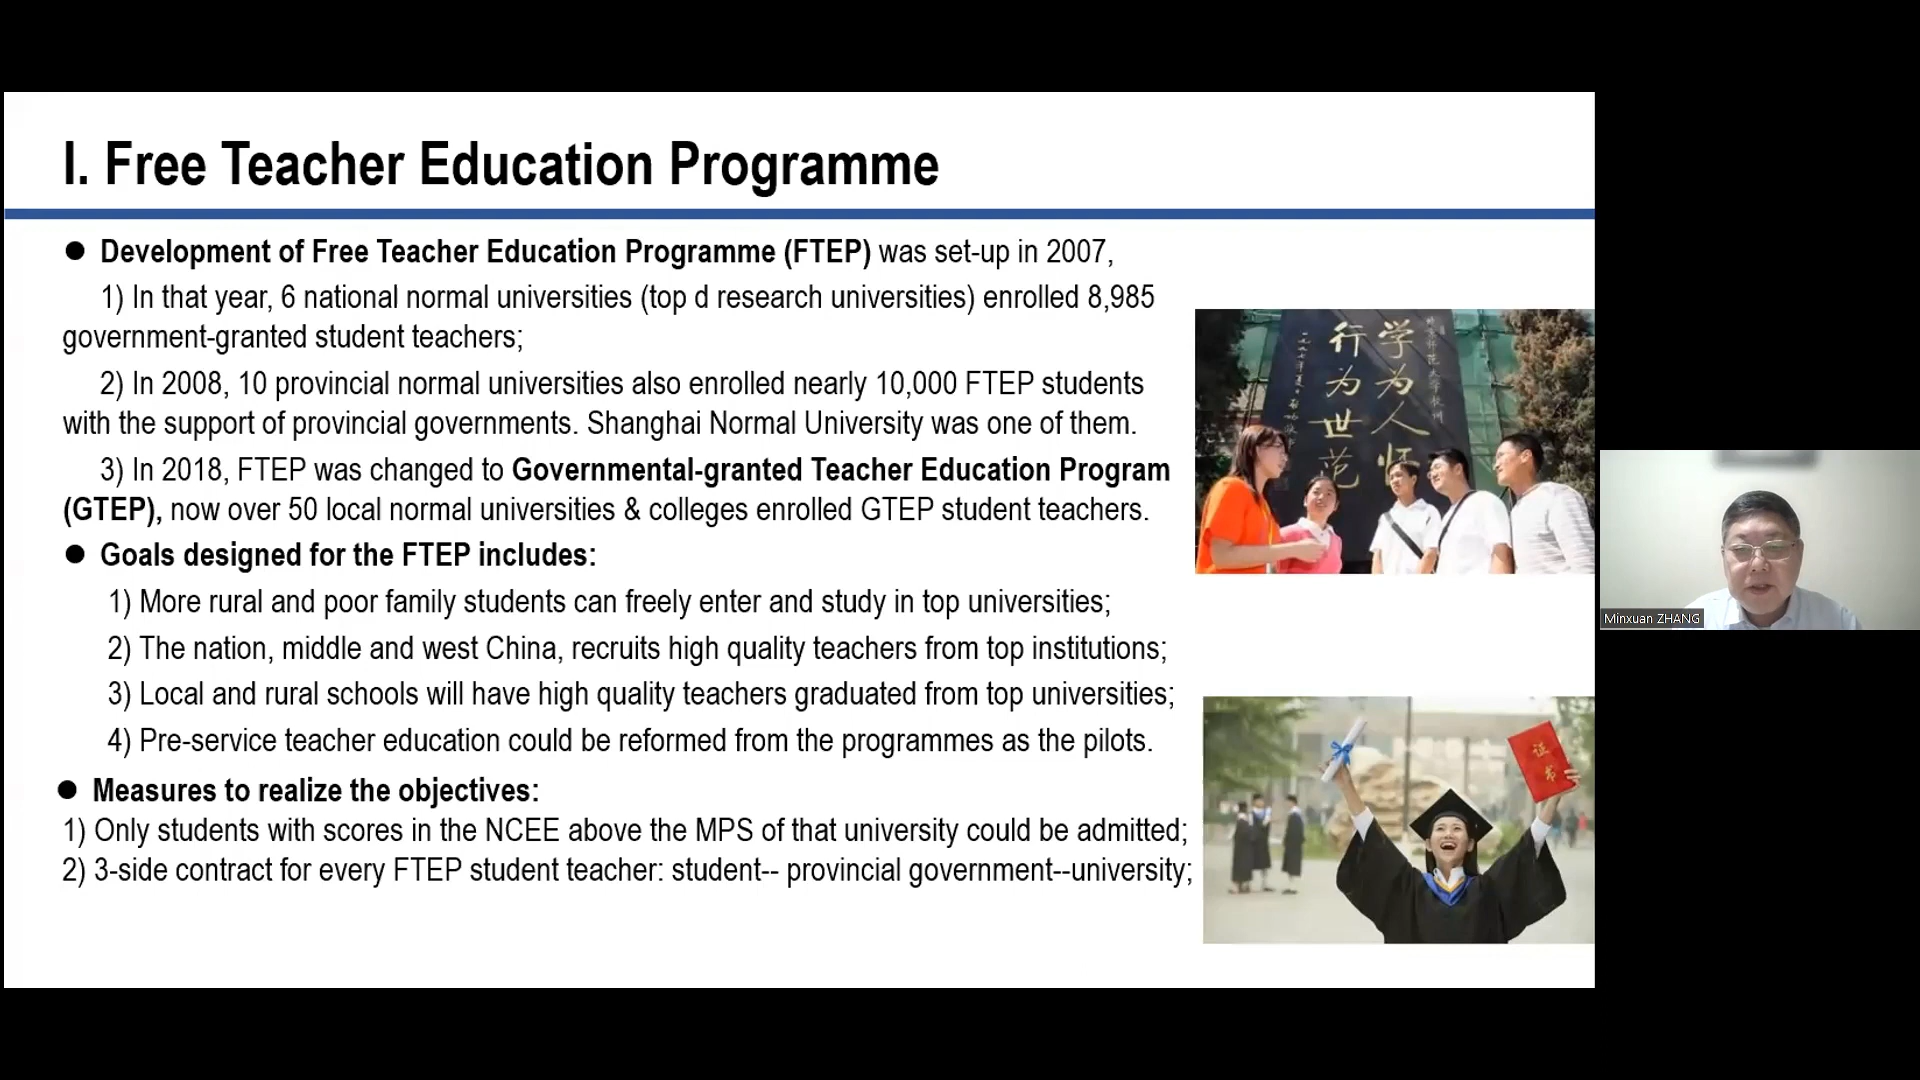 I. Free Teacher Education Programme
● Development of Free Teacher Education Programme (FTEP) was set-up in 2007,
1) In that year, 6 national normal universities (top d research universities) enrolled 8,985
government-granted student teachers;
2) In 2008, 10 provincial normal universities also enrolled nearly 10,000 FTEP students
with the support of provincial governments. Shanghai Normal University was one of them.
3) In 2018, FTEP was changed to Governmental-granted Teacher Education Program
(GTEP), now over 50 local normal universities & colleges enrolled GTEP student teachers.
● Goals designed for the FTEP includes:
1) More rural and poor family students can freely enter and study in top universities;
2) The nation, middle and west China, recruits high quality teachers from top institutions;
3) Local and rural schools will have high quality teachers graduated from top universities;
4) Pre-service teacher education could be reformed from the programmes as the pilots.
● Measures to realize the objectives:
1) Only students with scores in the NCEE above the MPS of that university could be admitted;
2) 3-side contract for every FTEP student teacher: student-- provincial government--university;
学为人师
行为世范
证书
Minxuan ZHANG